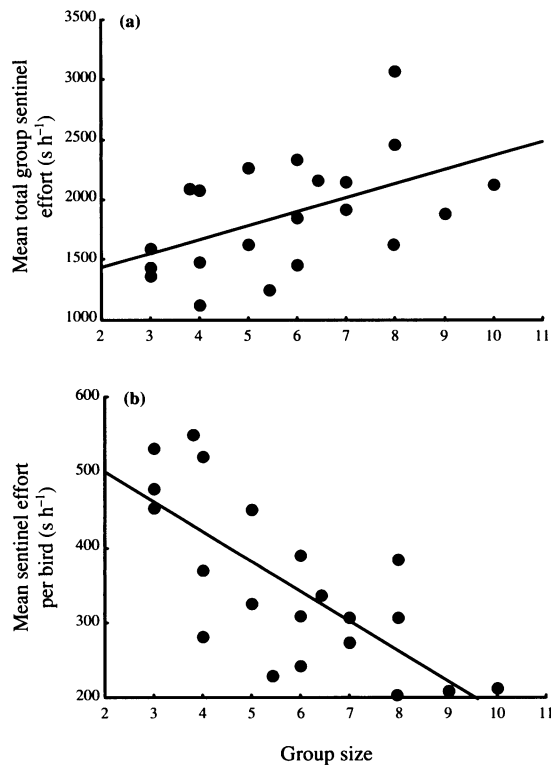 (a)
3500
3000
2500
2000
1500
1000
2 3 4 5 6 7 8 9 10 11
Mean total group sentinel
effort (s h⁻¹)
(b)
600
500
400
300
200
2 3 4 5 6 7 8 9 10 11
Mean sentinel effort
per bird (s h⁻¹)
Group size